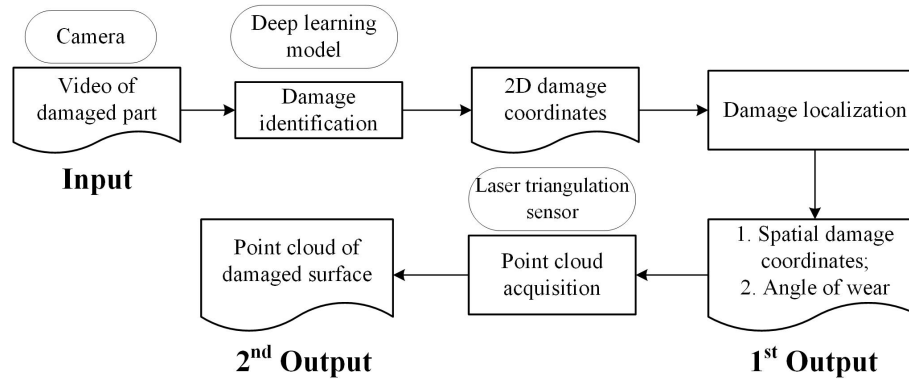 Camera
Deep learning
model
Video of
damaged part
Damage
identification
2D damage
coordinates
Damage localization
Input
Laser triangulation
sensor
Point cloud of
damaged surface
Point cloud
acquisition
1. Spatial damage
coordinates;
2. Angle of wear
2nd Output
1st Output